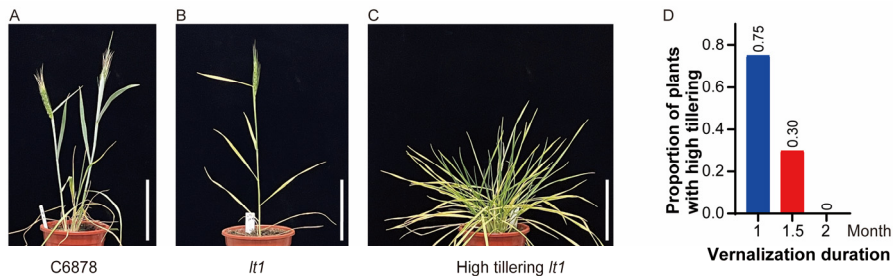 A
B
C
D
C6878
lt1
High tillering lt1
Proportion of plants
with high tillering
0.8
0.6
0.4
0.2
0.0
0.75
0.30
0
1 1.5 2 Month
Vernalization duration